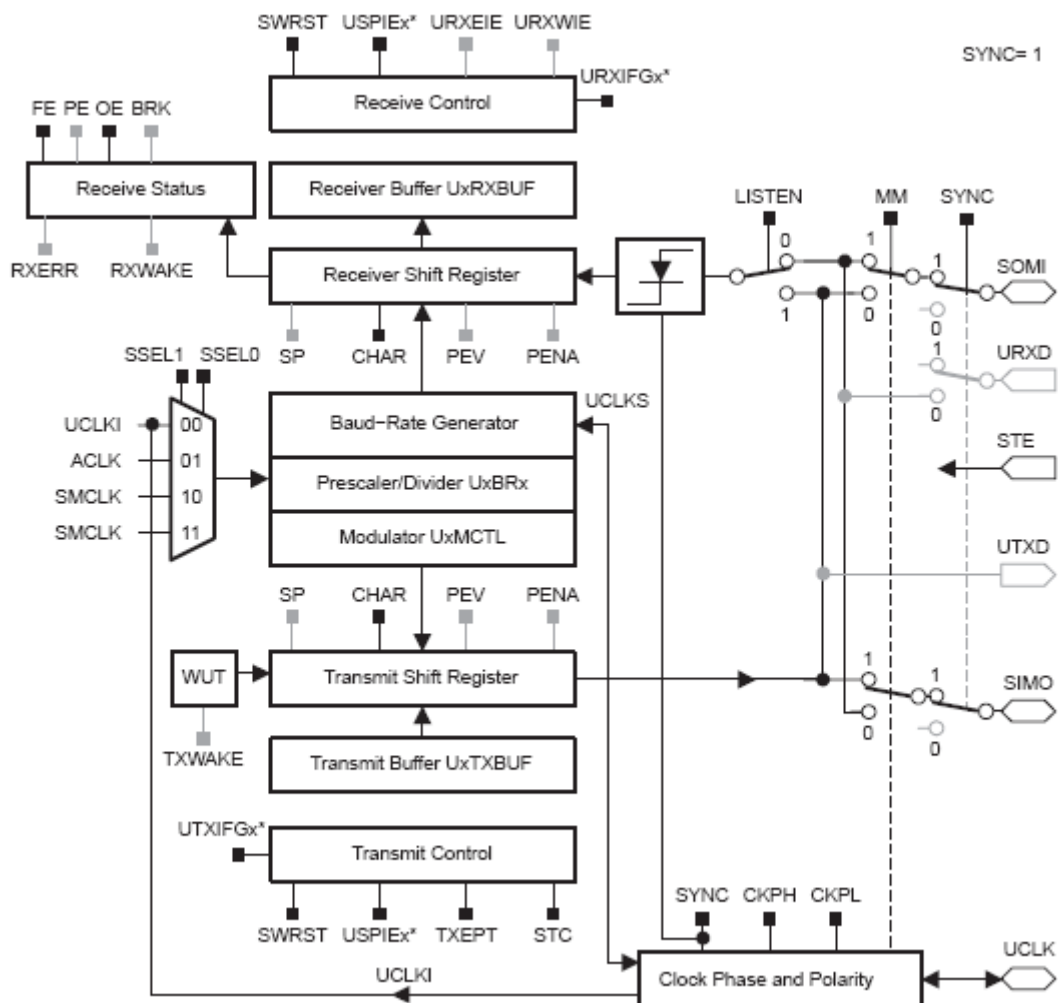 SWRST USPIEx* URXEIE URXWIE
SYNC= 1
URXIFGx*
Receive Control
FE PE OE BRK
Receive Status
Receiver Buffer UxRXBUF
LISTEN MM SYNC
RXERR RXWAKE
Receiver Shift Register
0 1 1 SOMI
1 0 0
SP CHAR PEV PENA
SSEL1 SSEL0
1 URXD
0
UCLKS
UCLKI 00
Baud-Rate Generator
STE
ACLK 01
Prescaler/Divider UxBRx
SMCLK 10
SMCLK 11
Modulator UxMCTL
UTXD
SP CHAR PEV PENA
WUT
Transmit Shift Register
1 1 SIMO
0 0
TXWAKE
Transmit Buffer UxTXBUF
UTXIFGx*
Transmit Control
SWRST USPIEx* TXEPT STC
SYNC CKPH CKPL
UCLKI
Clock Phase and Polarity
UCLK